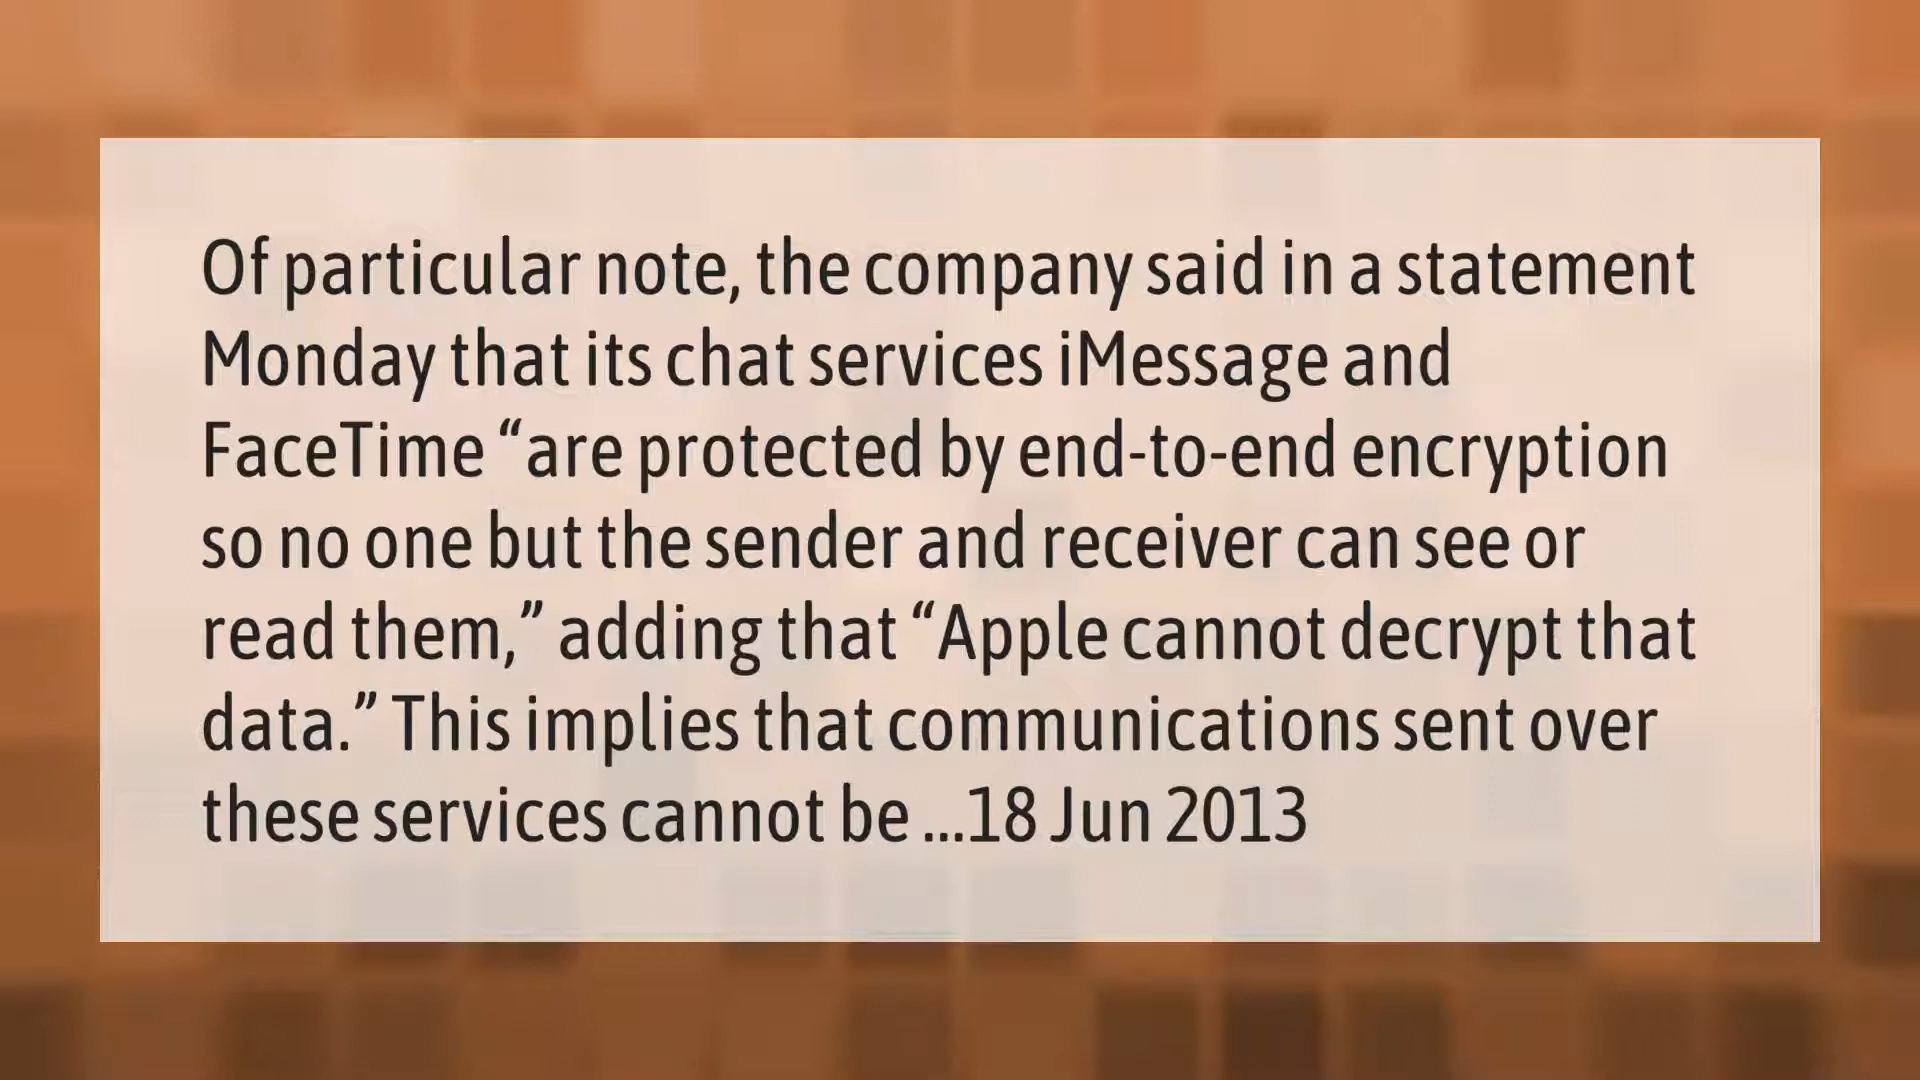 Of particular note, the company said in a statement
Monday that its chat services iMessage and
FaceTime “are protected by end-to-end encryption
so no one but the sender and receiver can see or
read them,” adding that “Apple cannot decrypt that
data.” This implies that communications sent over
these services cannot be ...18 Jun 2013